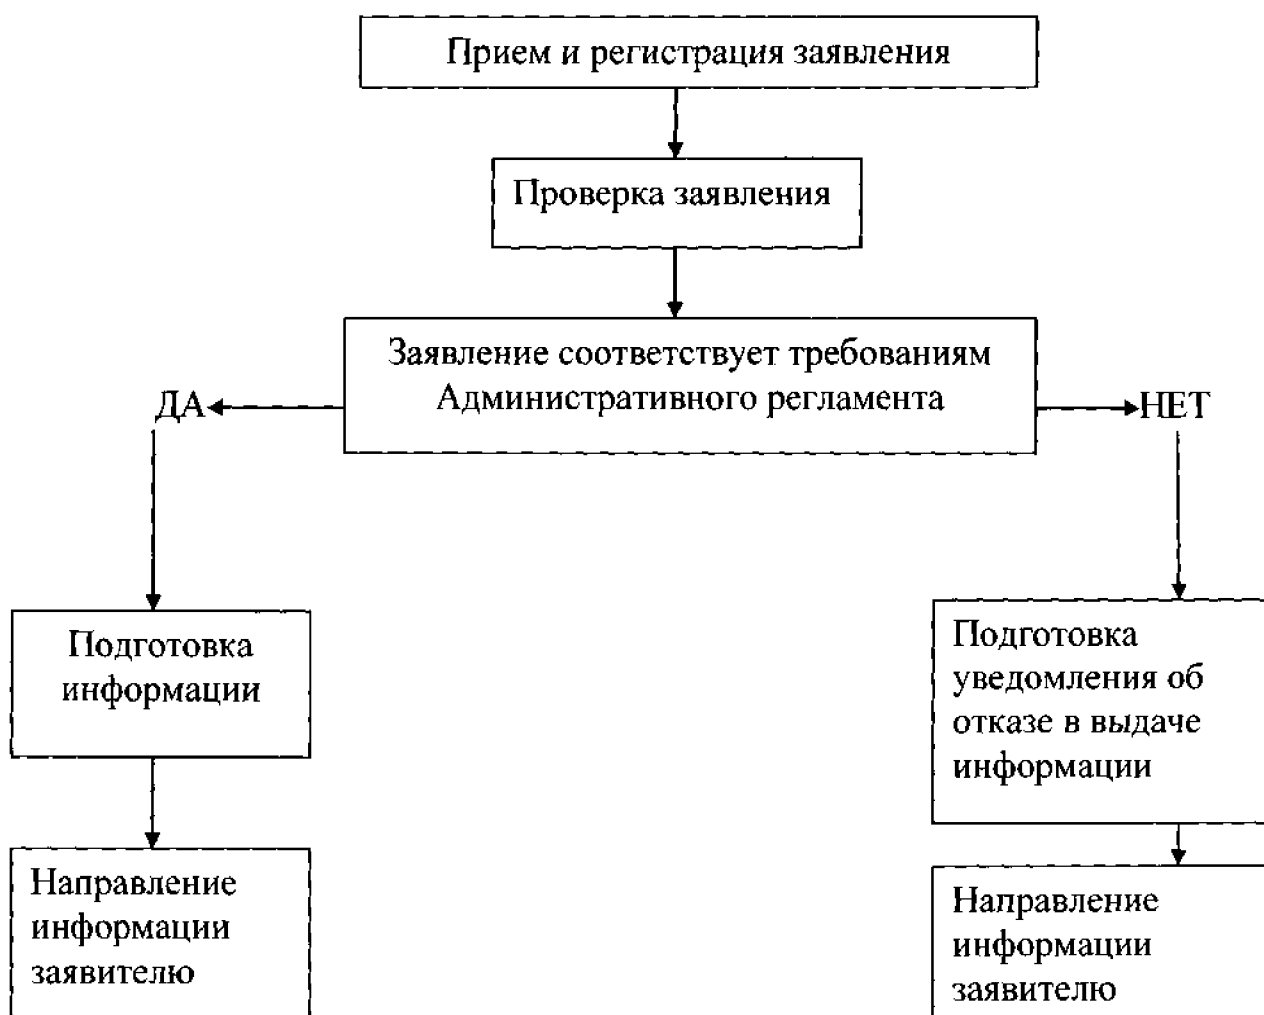 Прием и регистрация заявления
Проверка заявления
Заявление соответствует требованиям
Административного регламента
ДА
НЕТ
Подготовка
информации
Подготовка
уведомления об
отказе в выдаче
информации
Направление
информации
заявителю
Направление
информации
заявителю